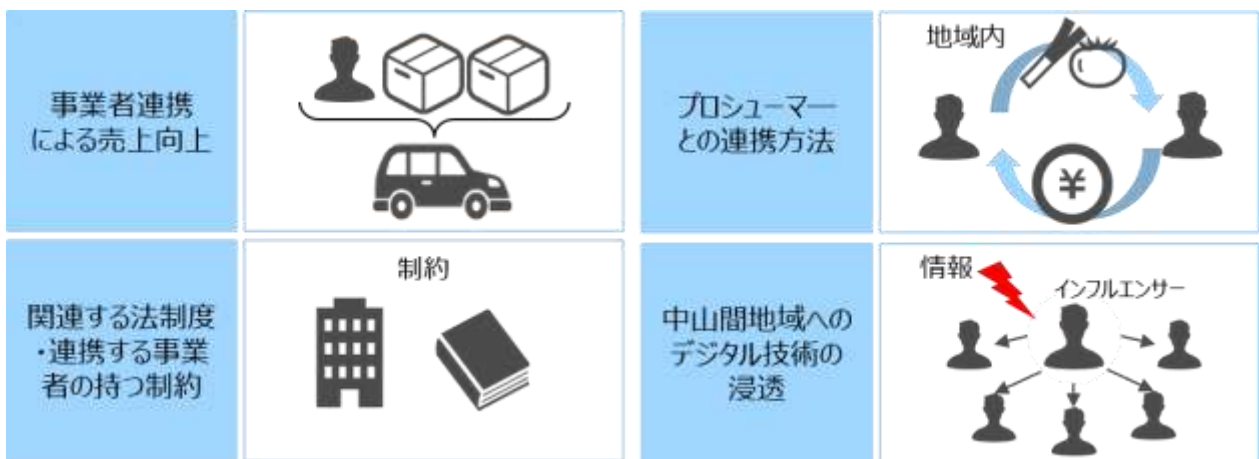 事業者連携
による売上向上
プロシューマー
との連携方法
地域内
¥
関連する法制度
・連携する事業
者の持つ制約
制約
中山間地域への
デジタル技術の
浸透
情報
インフルエンサー